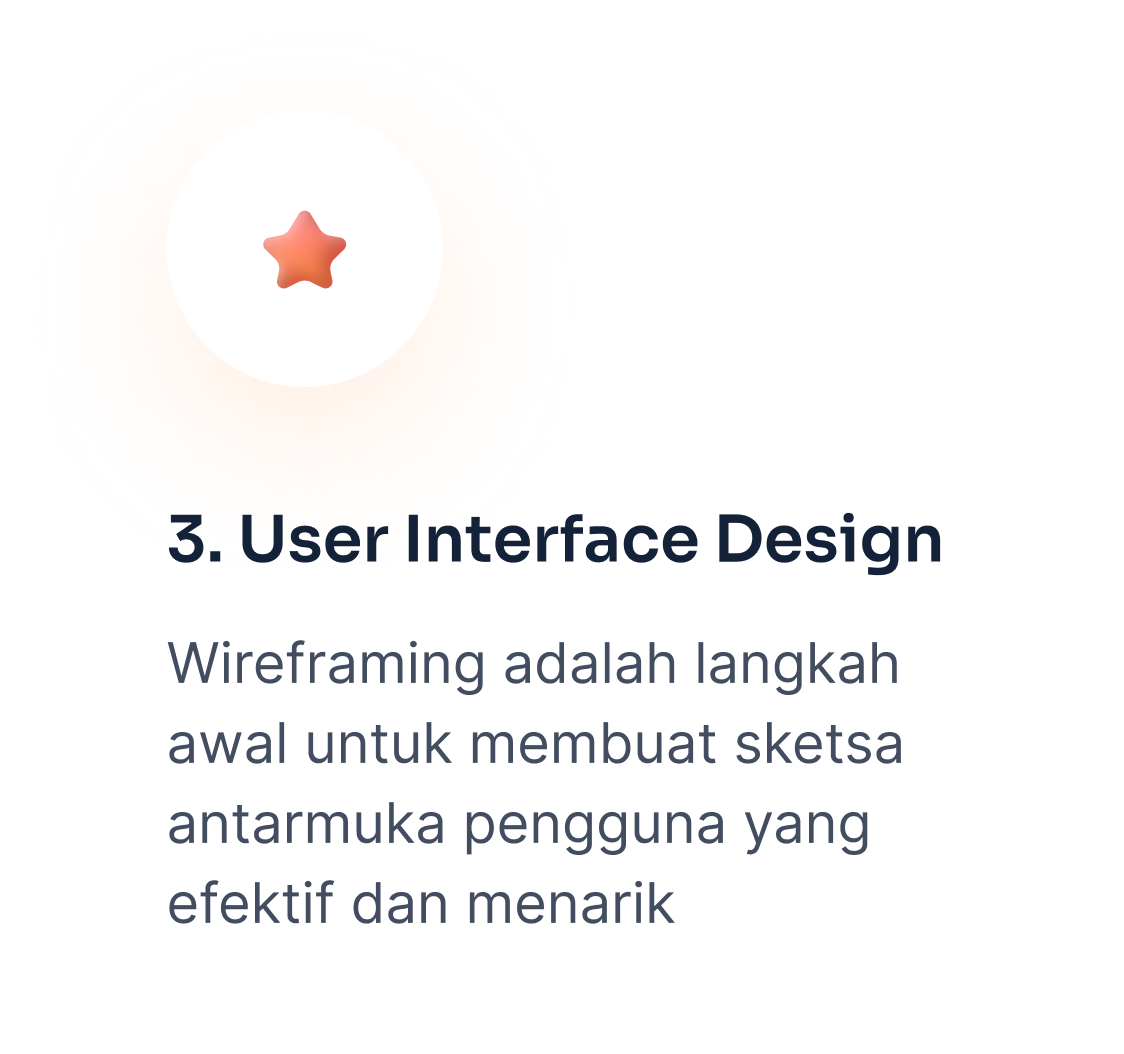 3. User Interface Design
Wireframing adalah langkah
awal untuk membuat sketsa
antarmuka pengguna yang
efektif dan menarik